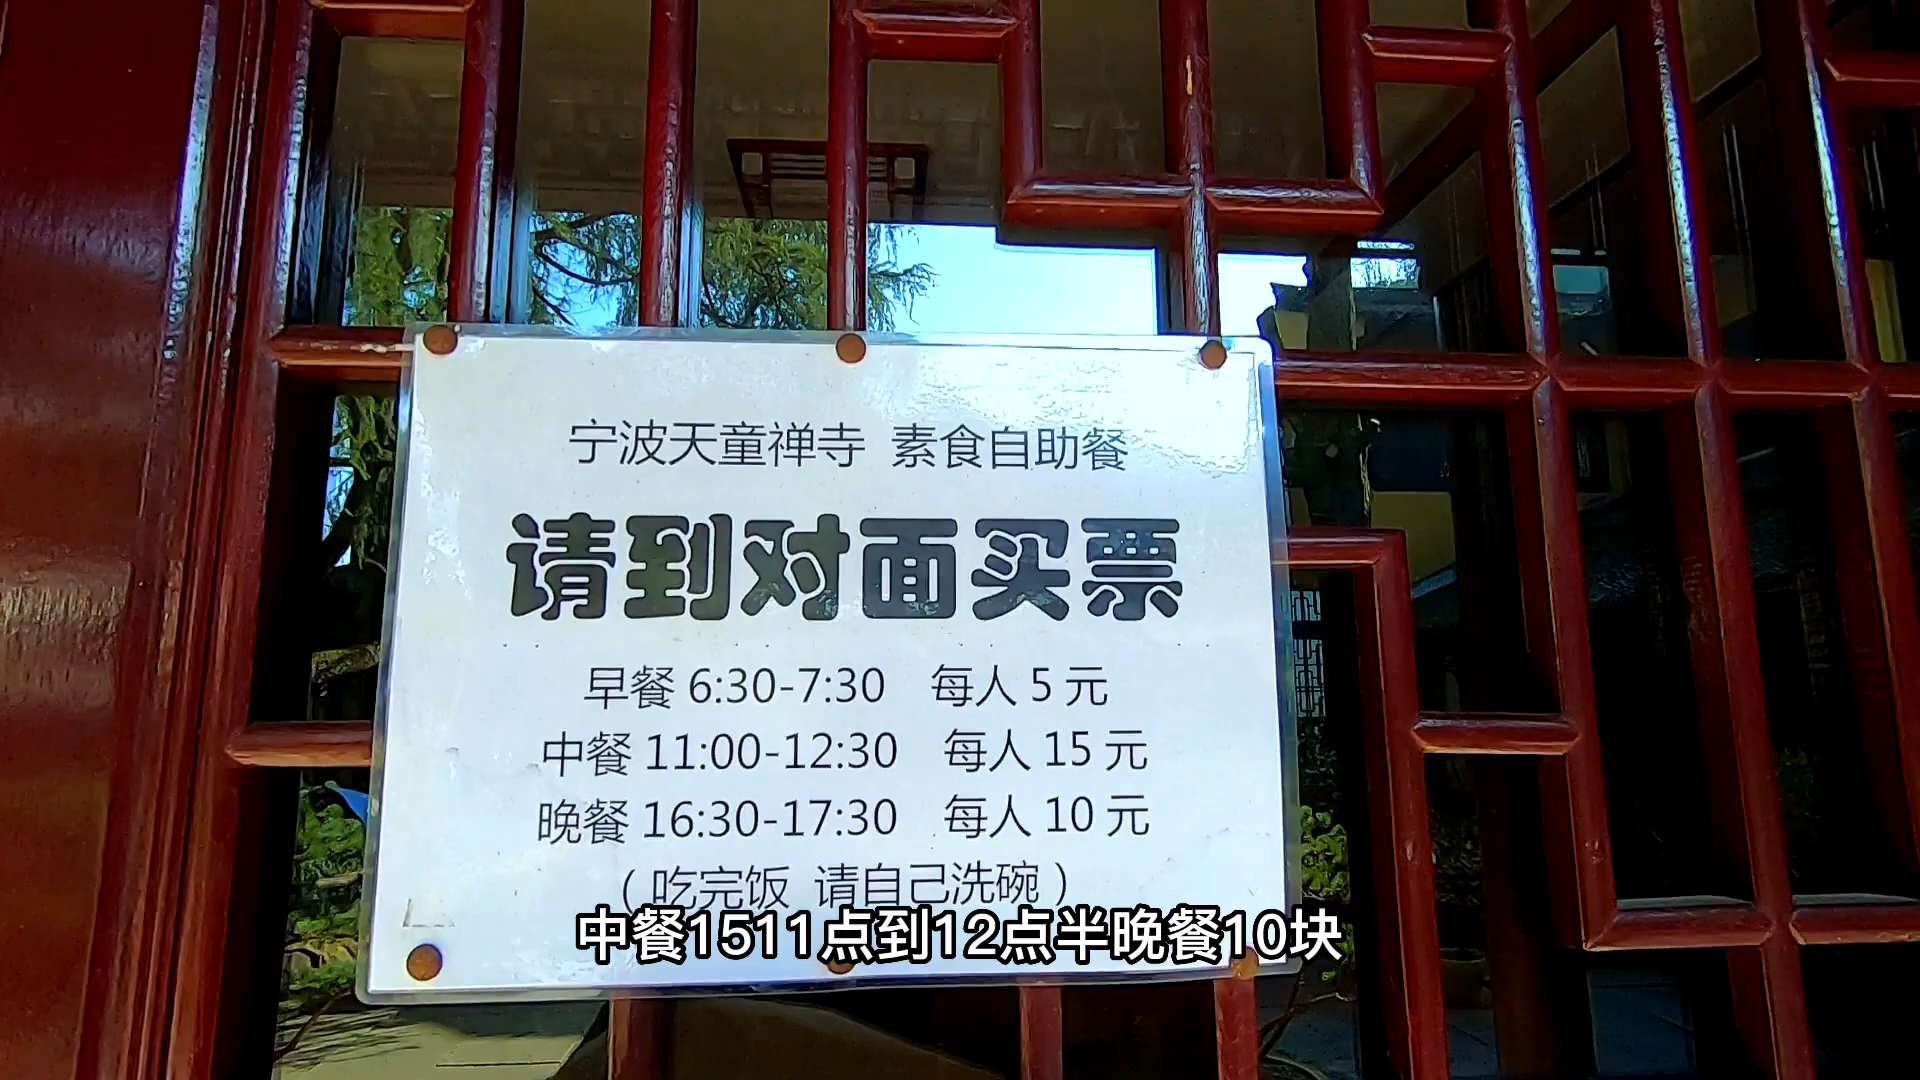 宁波天童禅寺 素食自助餐
请到对面买票
早餐 6:30-7:30 每人 5 元
中餐 11:00-12:30 每人 15 元
晚餐 16:30-17:30 每人 10 元
（吃完饭 请自己洗碗）
中餐1511点到12点半晚餐10块